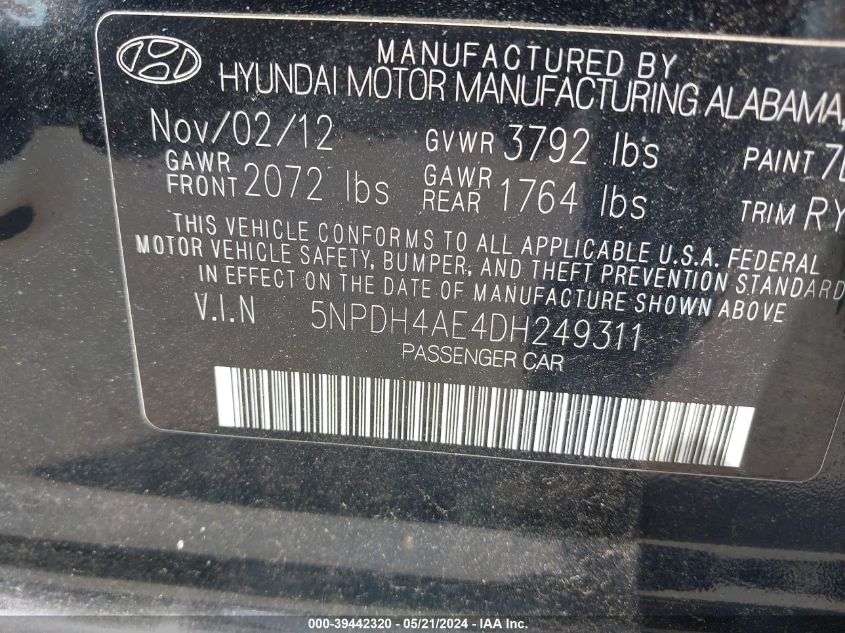 MANUFACTURED BY
HYUNDAI MOTOR MANUFACTURING ALABAMA,
Nov/02/12 GVWR 3792 lbs PAINT
GAWR FRONT 2072 lbs GAWR REAR 1764 lbs TRIM RY
THIS VEHICLE CONFORMS TO ALL APPLICABLE U.S.A. FEDERAL
MOTOR VEHICLE SAFETY, BUMPER, AND THEFT PREVENTION STANDARD
IN EFFECT ON THE DATE OF MANUFACTURE SHOWN ABOVE
V.I.N 5NPDH4AE4DH249311
PASSENGER CAR
000-39442320 - 05/21/2024 - IAA Inc.